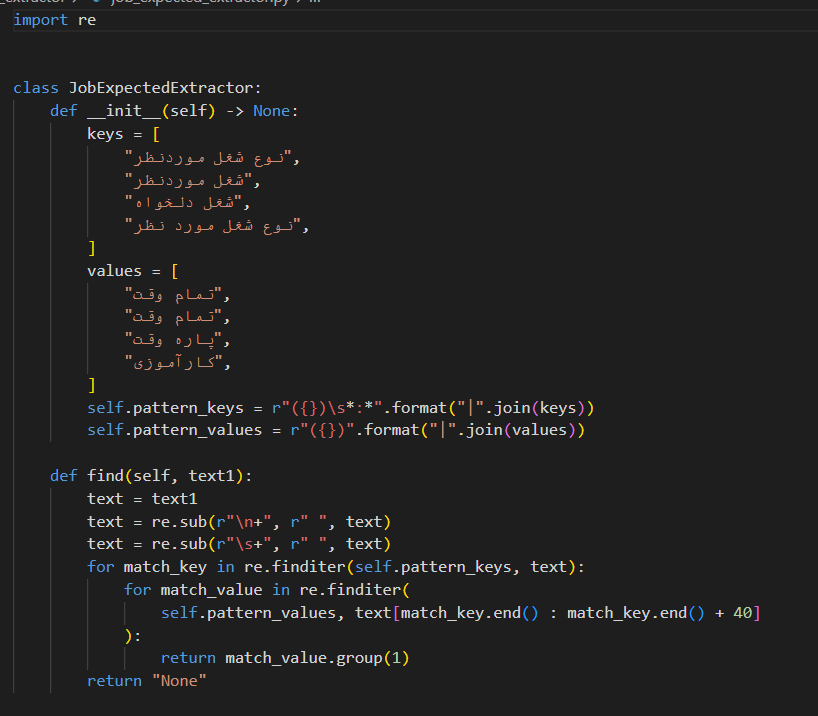 import re
class JobExpectedExtractor:
    def __init__(self) -> None:
        keys = [
            "نوع شغل موردنظر",
            "شغل موردنظر",
            "شغل دلخواه",
            "نوع شغل مورد نظر",
        ]
        values = [
            "تمام وقت",
            "تمام وقت",
            "پاره وقت",
            "کارآموزی",
        ]
        self.pattern_keys = r"({})\s*:*".format("|".join(keys))
        self.pattern_values = r"({})".format("|".join(values))
    def find(self, text1):
        text = text1
        text = re.sub(r"\n+", r" ", text)
        text = re.sub(r"\s+", r" ", text)
        for match_key in re.finditer(self.pattern_keys, text):
            for match_value in re.finditer(
                self.pattern_values, text[match_key.end() : match_key.end() + 40]
            ):
                return match_value.group(1)
        return "None"